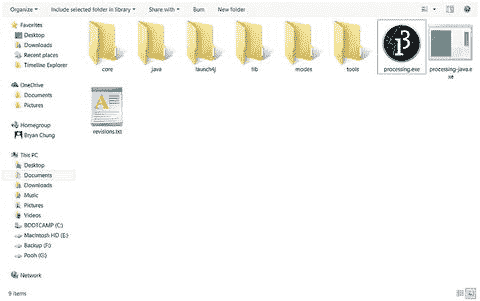 Organize Include selected folder in library Share with Burn New folder
Favorites
Desktop
Downloads
Recent places
Timeline Explorer
OneDrive
Documents
Pictures
Homegroup
Bryan Chung
This PC
Desktop
Documents
Downloads
Music
Pictures
Videos
BOOTCAMP (C:)
Macintosh HD (E:)
Backup (F:)
Pooh (G:)
Network
core java launch4j lib modes tools processing.exe processing-java.e
xe
revisions.txt
9 items